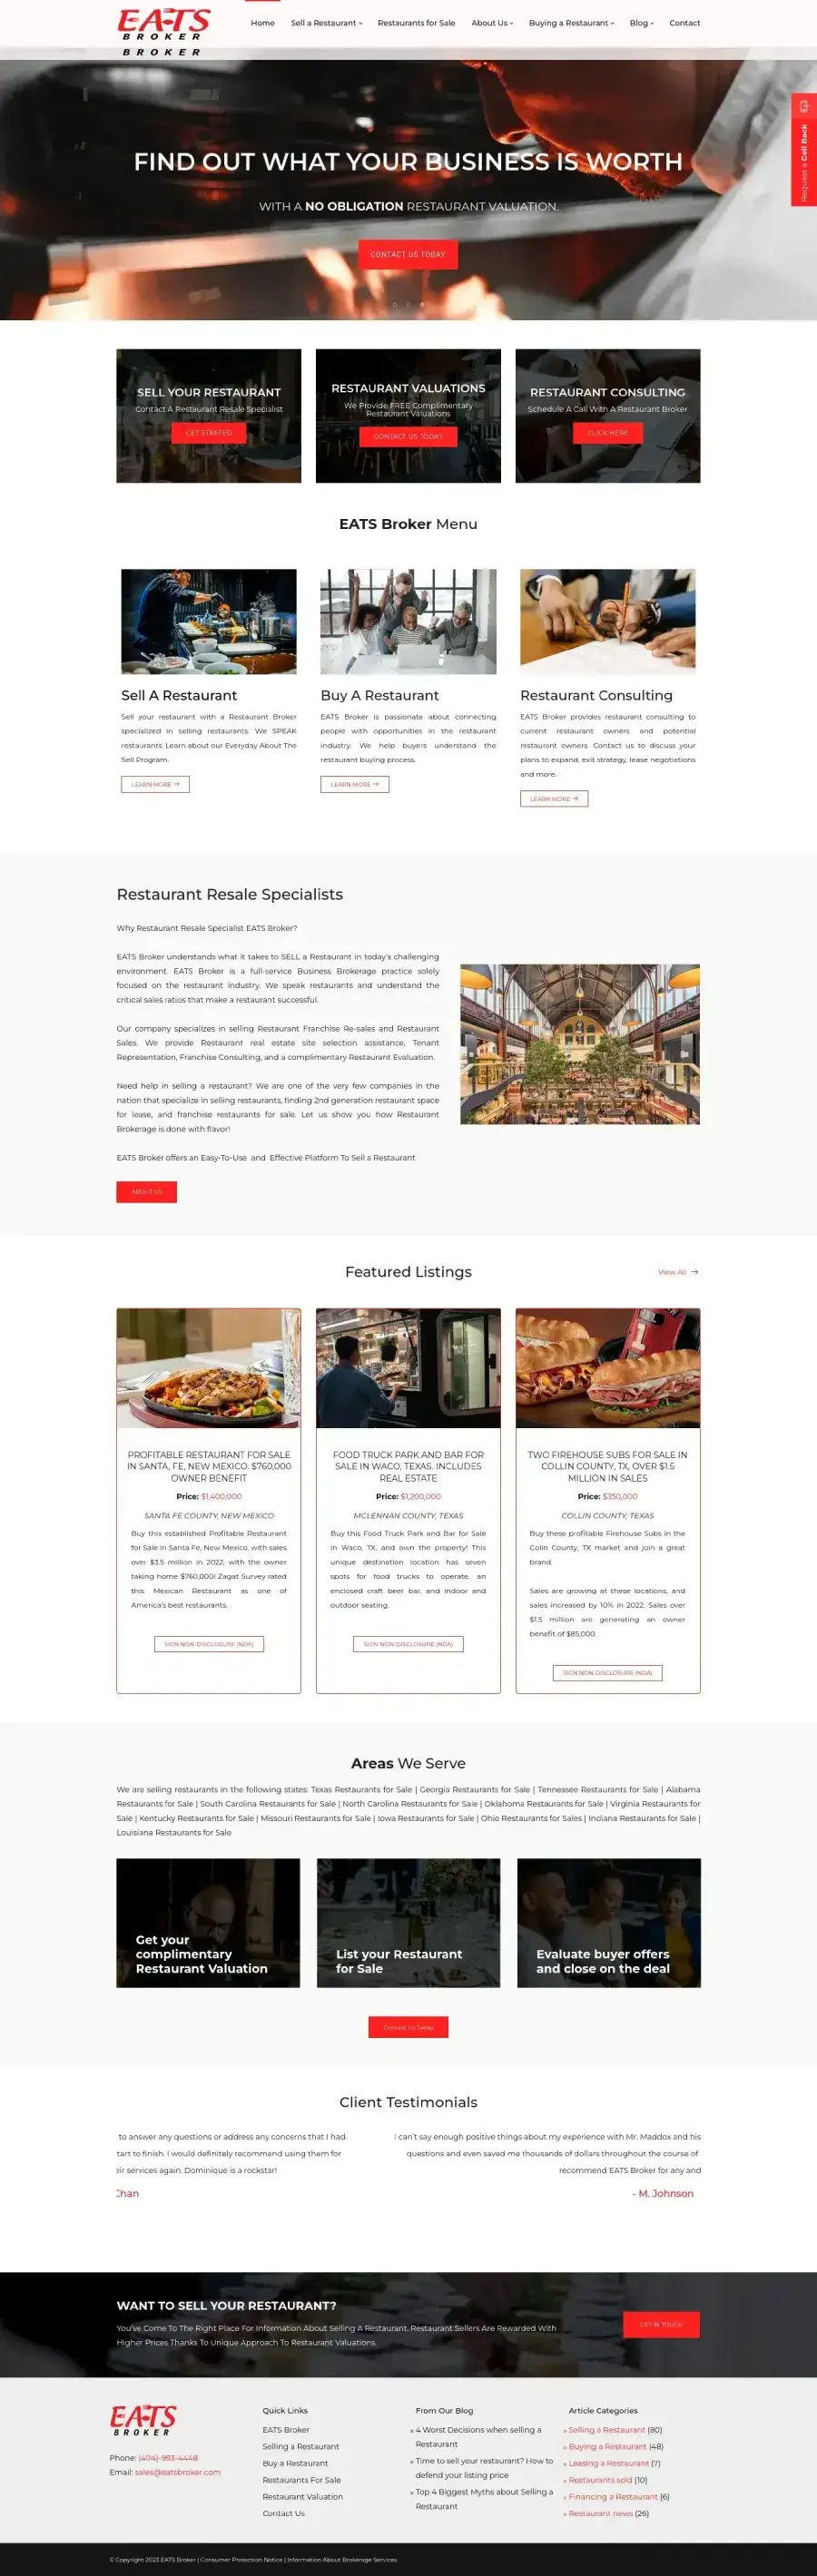 EATS
BROKER
BROKER
Home
Sell a Restaurant
Restaurants for Sale
About Us
Buying a Restaurant
Blog
Contact
Request a Call Back
FIND OUT WHAT YOUR BUSINESS IS WORTH
WITH A NO OBLIGATION RESTAURANT VALUATION.
CONTACT US TODAY
SELL YOUR RESTAURANT
Contact A Restaurant Resale Specialist
GET STARTED
RESTAURANT VALUATIONS
We Provide FREE Complimentary
Restaurant Valuations
CONTACT US TODAY
RESTAURANT CONSULTING
Schedule A Call With A Restaurant Broker
CLICK HERE
EATS Broker Menu
Sell A Restaurant
Sell your restaurant with a Restaurant Broker
specialized in selling restaurants. We SPEAK
restaurants. Learn about our Everyday About The
Sell Program.
LEARN MORE →
Buy A Restaurant
EATS Broker is passionate about connecting
people with opportunities in the restaurant
industry. We help buyers understand the
restaurant buying process.
LEARN MORE →
Restaurant Consulting
EATS Broker provides restaurant consulting to
current restaurant owners and potential
restaurant owners. Contact us to discuss your
plans to expand, exit strategy, lease negotiations
and more.
LEARN MORE →
Restaurant Resale Specialists
Why Restaurant Resale Specialist EATS Broker?
EATS Broker understands what it takes to SELL a Restaurant in today's challenging
environment. EATS Broker is a full-service Business Brokerage practice solely
focused on the restaurant industry. We speak restaurants and understand the
critical sales ratios that make a restaurant successful.
Our company specializes in selling Restaurant Franchise Re-sales and Restaurant
Sales. We provide Restaurant real estate site selection assistance, Tenant
Representation, Franchise Consulting, and a complimentary Restaurant Evaluation.
Need help in selling a restaurant? We are one of the very few companies in the
nation that specialize in selling restaurants, finding 2nd generation restaurant space
for lease, and franchise restaurants for sale. Let us show you how Restaurant
Brokerage is done with flavor!
EATS Broker offers an Easy-To-Use and Effective Platform To Sell a Restaurant
ABOUT US
Featured Listings
View All →
PROFITABLE RESTAURANT FOR SALE
IN SANTA, FE, NEW MEXICO. $760,000
OWNER BENEFIT
Price: $1,400,000
SANTA FE COUNTY, NEW MEXICO
Buy this established Profitable Restaurant
for Sale in Santa Fe, New Mexico, with sales
over $3.5 million in 2022, with the owner
taking home $760,000! Zagat Survey rated
this Mexican Restaurant as one of
America's best restaurants.
SIGN NON-DISCLOSURE (NDA)
FOOD TRUCK PARK AND BAR FOR
SALE IN WACO, TEXAS. INCLUDES
REAL ESTATE
Price: $1,200,000
MCLENNAH COUNTY, TEXAS
Buy this Food Truck Park and Bar for Sale
in Waco, TX, and own the property! This
unique destination location has seven
spots for food trucks to operate, an
enclosed craft beer bar, and indoor and
outdoor seating.
SIGN NON-DISCLOSURE (NDA)
TWO FIREHOUSE SUBS FOR SALE IN
COLLIN COUNTY, TX, OVER $1.5
MILLION IN SALES
Price: $350,000
COLLIN COUNTY, TEXAS
Buy these profitable Firehouse Subs in the
Colin County, TX market and join a great
brand.
Sales are growing at these locations, and
sales increased by 10% in 2022. Sales over
$1.5 million are generating an owner
benefit of $85,000.
SIGN NON-DISCLOSURE (NDA)
Areas We Serve
We are selling restaurants in the following states: Texas Restaurants for Sale | Georgia Restaurants for Sale | Tennessee Restaurants for Sale | Alabama
Restaurants for Sale | South Carolina Restaurants for Sale | North Carolina Restaurants for Sale | Oklahoma Restaurants for Sale | Virginia Restaurants for
Sale | Kentucky Restaurants for Sale | Missouri Restaurants for Sale | Iowa Restaurants for Sale | Ohio Restaurants for Sales | Indiana Restaurants for Sale |
Louisiana Restaurants for Sale
Get your
complimentary
Restaurant Valuation
List your Restaurant
for Sale
Evaluate buyer offers
and close on the deal
Contact Us Today
Client Testimonials
to answer any questions or address any concerns that I had.
tart to finish. I would definitely recommend using them for
eir services again. Dominique is a rockstar!
Chan
I can't say enough positive things about my experience with Mr. Maddox and his
questions and even saved me thousands of dollars throughout the course of
recommend EATS Broker for any and
- M. Johnson
WANT TO SELL YOUR RESTAURANT?
You've Come To The Right Place For Information About Selling A Restaurant. Restaurant Sellers Are Rewarded With
Higher Prices Thanks To Unique Approach To Restaurant Valuations.
GET IN TOUCH
EATS
BROKER
Phone: (404)-993-4448
Email: sales@eatsbroker.com
Quick Links
EATS Broker
Selling a Restaurant
Buy a Restaurant
Restaurants For Sale
Restaurant Valuation
Contact Us
From Our Blog
» 4 Worst Decisions when selling a
Restaurant
» Time to sell your restaurant? How to
defend your listing price
» Top 4 Biggest Myths about Selling a
Restaurant
Article Categories
» Selling a Restaurant (80)
» Buying a Restaurant (48)
» Leasing a Restaurant (7)
» Restaurants sold (10)
» Financing a Restaurant (6)
» Restaurant news (26)
© Copyright 2023 EATS Broker | Consumer Protection Notice | Information About Brokerage Services